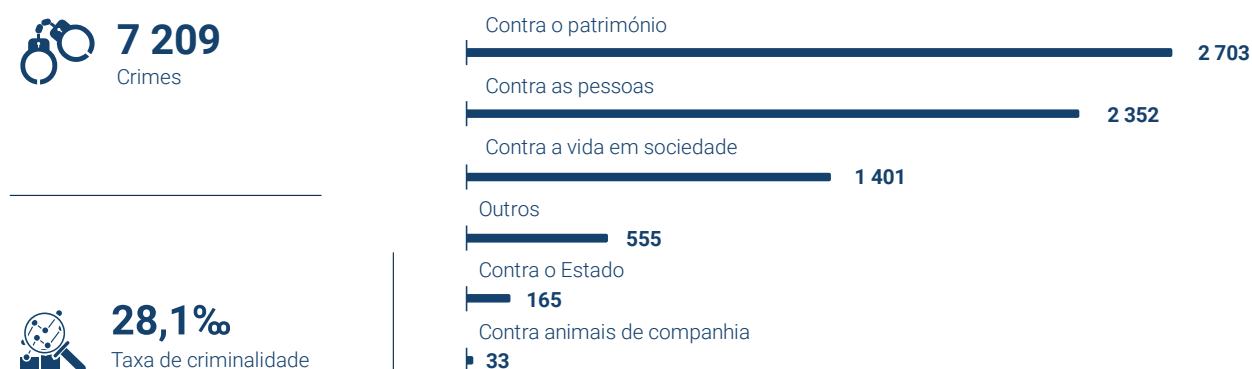 7 209
Crimes
28,1‰
Taxa de criminalidade
Contra o património
2 703
Contra as pessoas
2 352
Contra a vida em sociedade
1 401
Outros
555
Contra o Estado
165
Contra animais de companhia
33